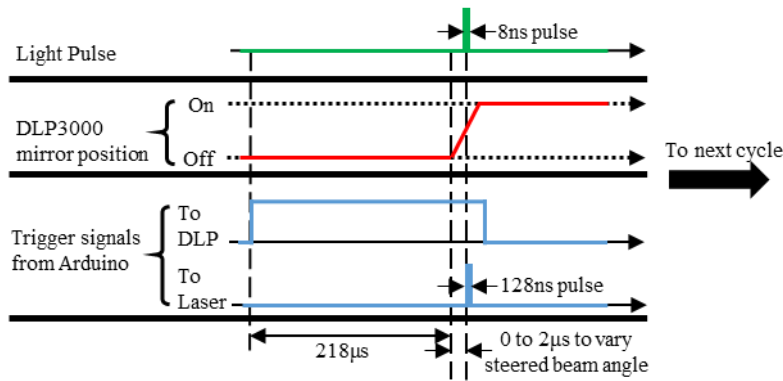 Light Pulse
8ns pulse
DLP3000
mirror position
On
Off
To next cycle
Trigger signals
from Arduino
To
DLP
To
Laser
128ns pulse
218µs
0 to 2µs to vary
steered beam angle